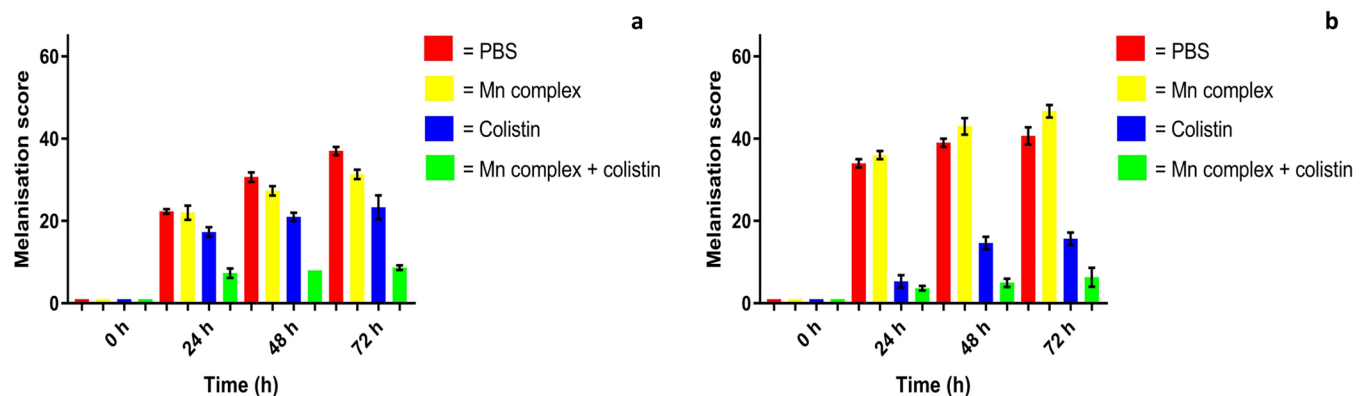 a
60
40
20
0
Melanisation score
0 h
24 h
48 h
72 h
Time (h)
= PBS
= Mn complex
= Colistin
= Mn complex + colistin
b
60
40
20
0
Melanisation score
0 h
24 h
48 h
72 h
Time (h)
= PBS
= Mn complex
= Colistin
= Mn complex + colistin